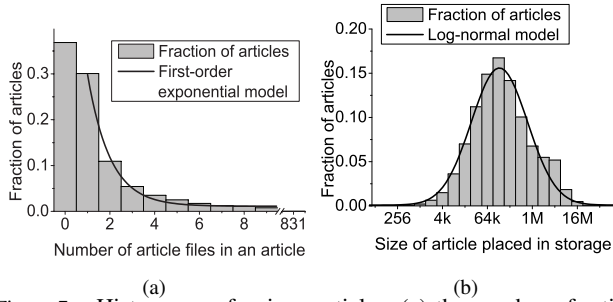 Fraction of articles
First-order
exponential model
Fraction of articles
0.3
0.2
0.1
0.0
0 2 4 6 8 831
Number of article files in an article
(a)
Fraction of articles
Log-normal model
Fraction of articles
0.20
0.15
0.10
0.05
0.00
256 4k 64k 1M 16M
Size of article placed in storage
(b)